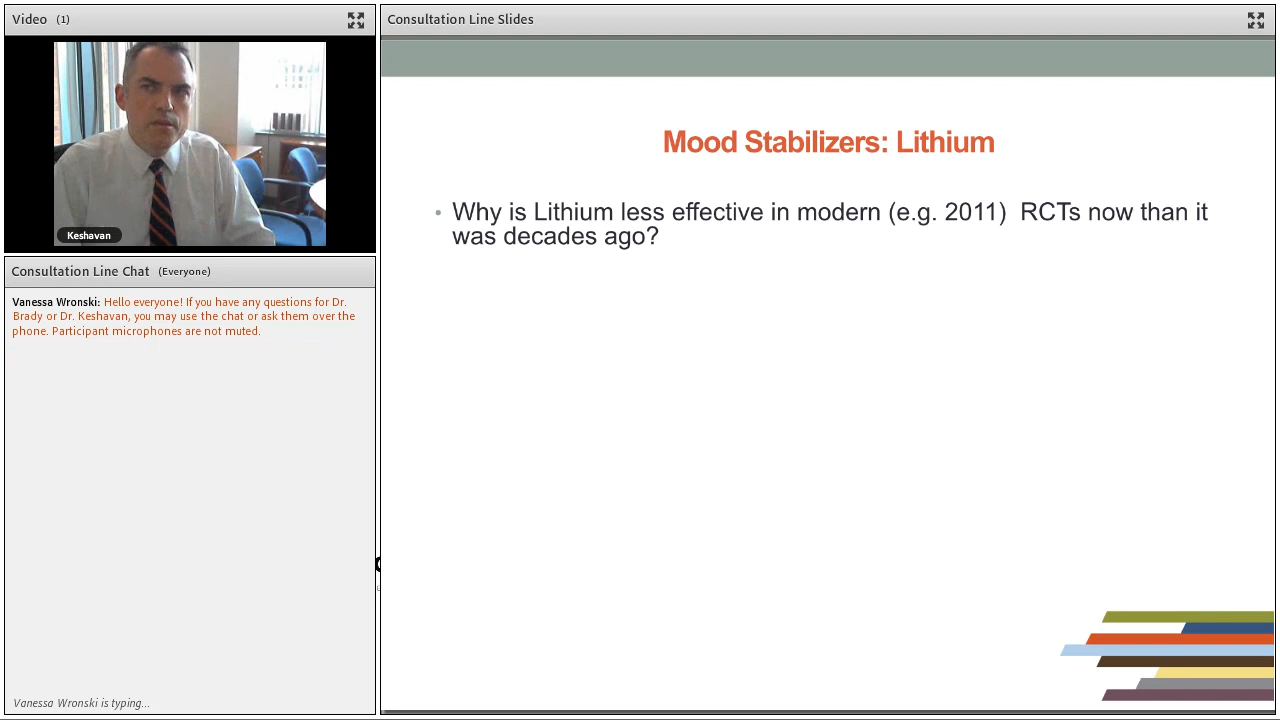 Video (1)
Keshavan
Consultation Line Chat (Everyone)
Vanessa Wronski: Hello everyone! If you have any questions for Dr.
Brady or Dr. Keshavan, you may use the chat or ask them over the
phone. Participant microphones are not muted.
Vanessa Wronski is typing...
Consultation Line Slides
Mood Stabilizers: Lithium
• Why is Lithium less effective in modern (e.g. 2011) RCTs now than it
was decades ago?